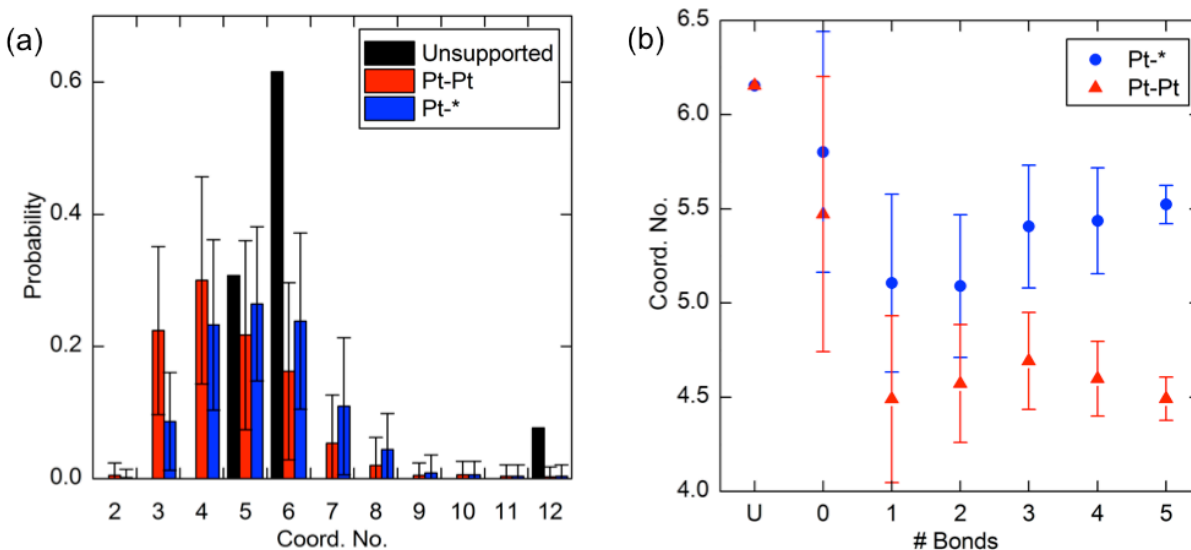 (a)
Unsupported
Pt-Pt
Pt-*
Probability
0.6
0.4
0.2
0.0
2 3 4 5 6 7 8 9 10 11 12
Coord. No.
(b)
Pt-*
Pt-Pt
Coord. No.
6.5
6.0
5.5
5.0
4.5
4.0
U 0 1 2 3 4 5
# Bonds